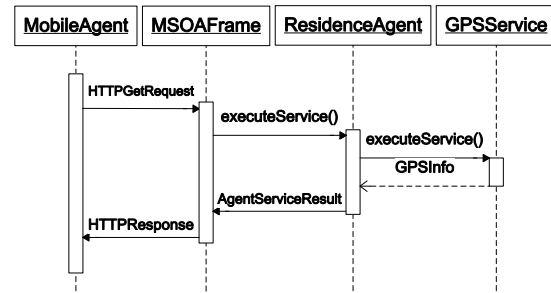 MobileAgent
MSOAFrame
ResidenceAgent
GPSService
HTTPGetRequest
executeService()
executeService()
GPSInfo
AgentServiceResult
HTTPResponse